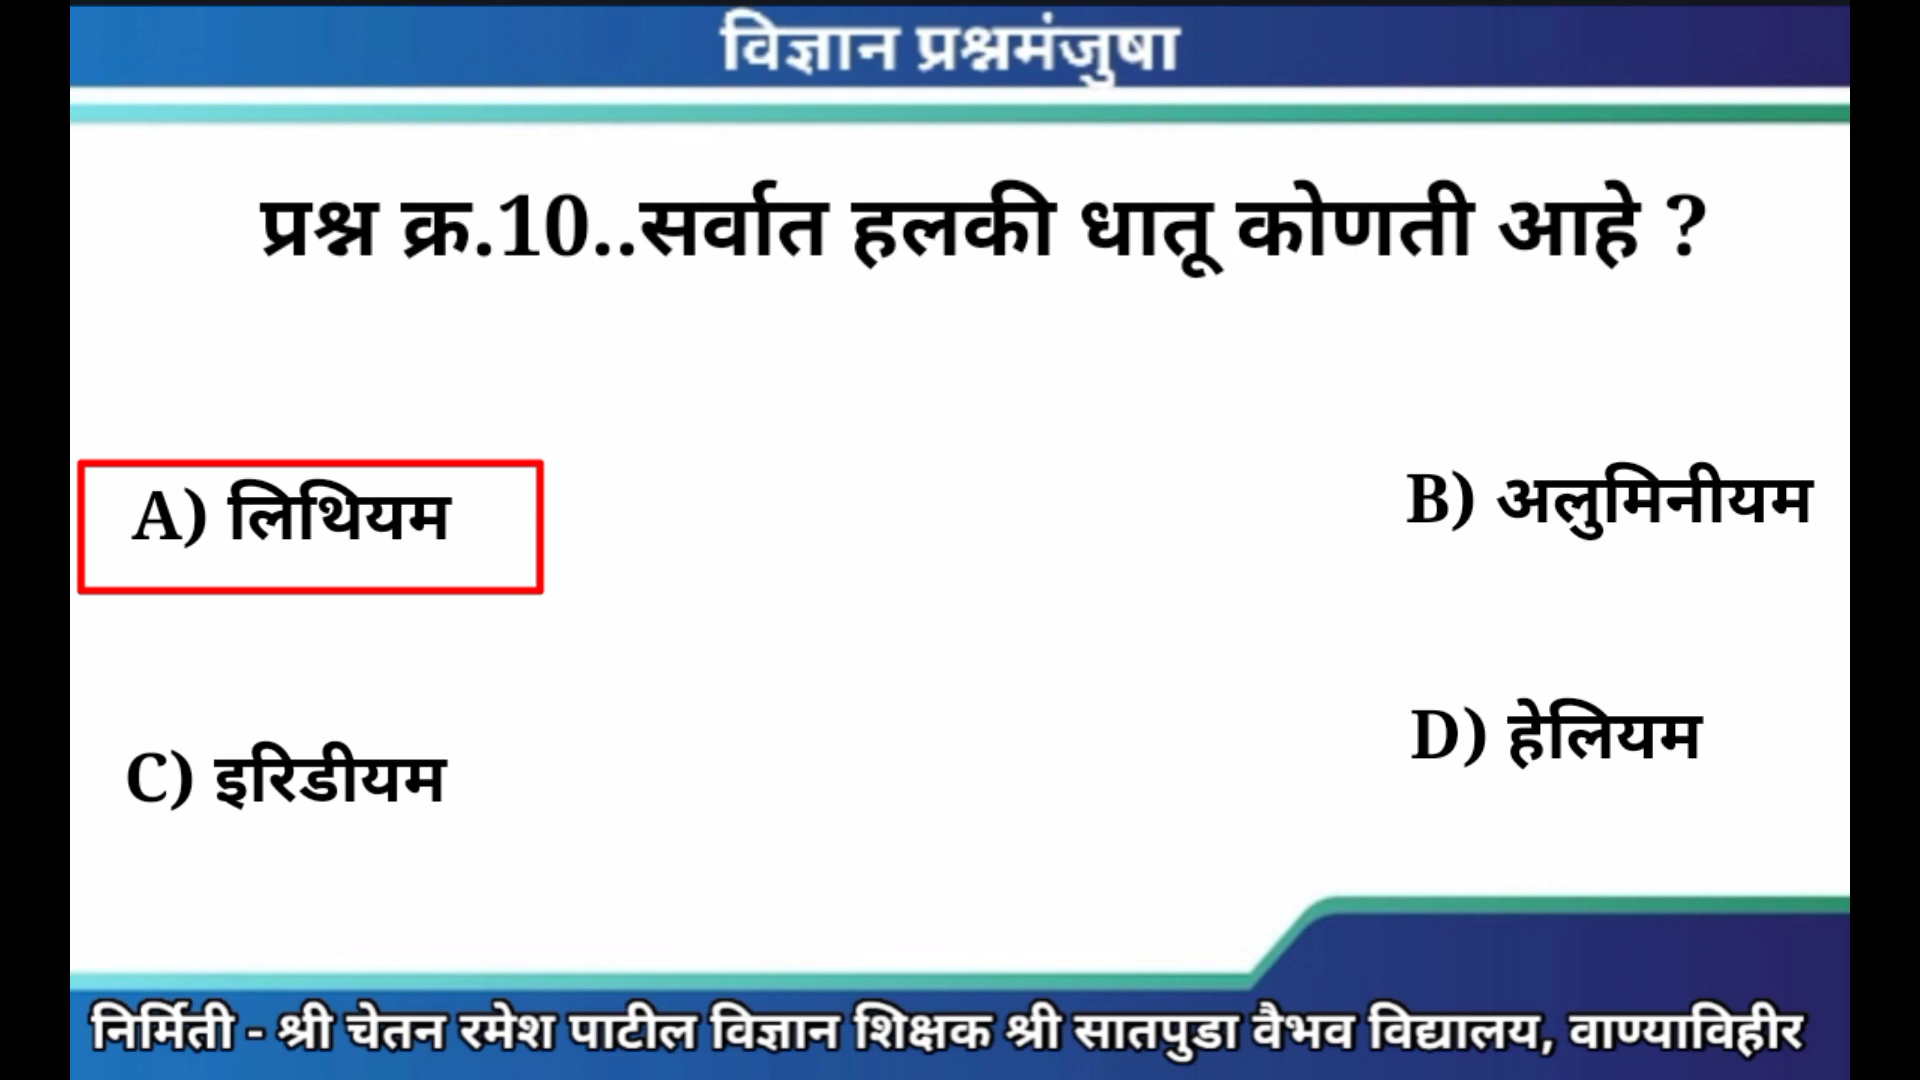 विज्ञान प्रश्नमंजुषा
प्रश्न क्र.10..सर्वात हलकी धातू कोणती आहे ?
A) लिथियम
B) अलुमिनीयम
C) इरिडीयम
D) हेलियम
निर्मिती - श्री चेतन रमेश पाटील विज्ञान शिक्षक श्री सातपुडा वैभव विद्यालय, वाण्याविहीर